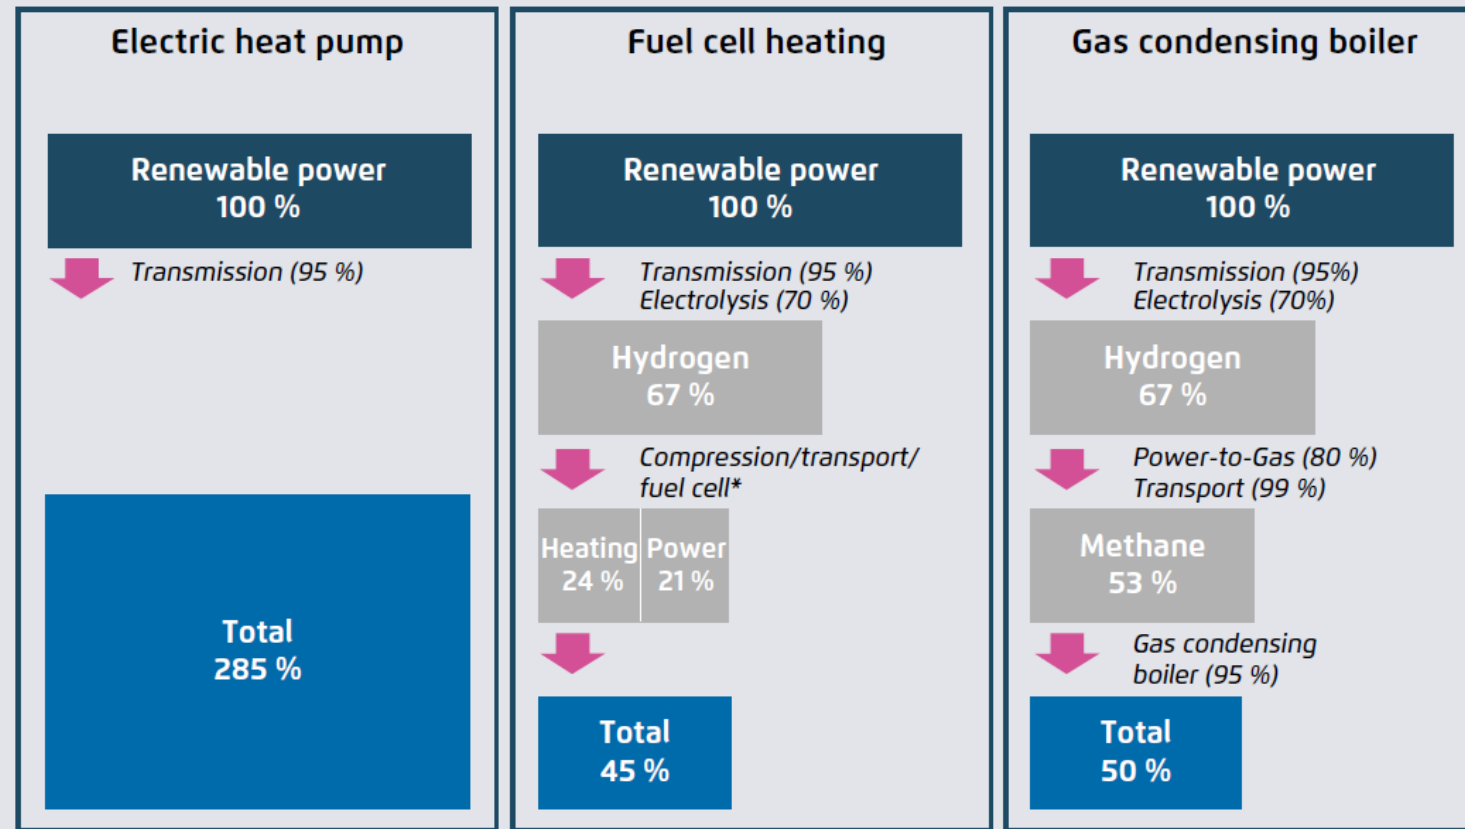 Electric heat pump
Renewable power
100 %
Transmission (95 %)
Total
285 %
Fuel cell heating
Renewable power
100 %
Transmission (95 %)
Electrolysis (70 %)
Hydrogen
67 %
Compression/transport/
fuel cell*
Heating
24 %
Power
21 %
Total
45 %
Gas condensing boiler
Renewable power
100 %
Transmission (95%)
Electrolysis (70%)
Hydrogen
67 %
Power-to-Gas (80 %)
Transport (99 %)
Methane
53 %
Gas condensing
boiler (95 %)
Total
50 %